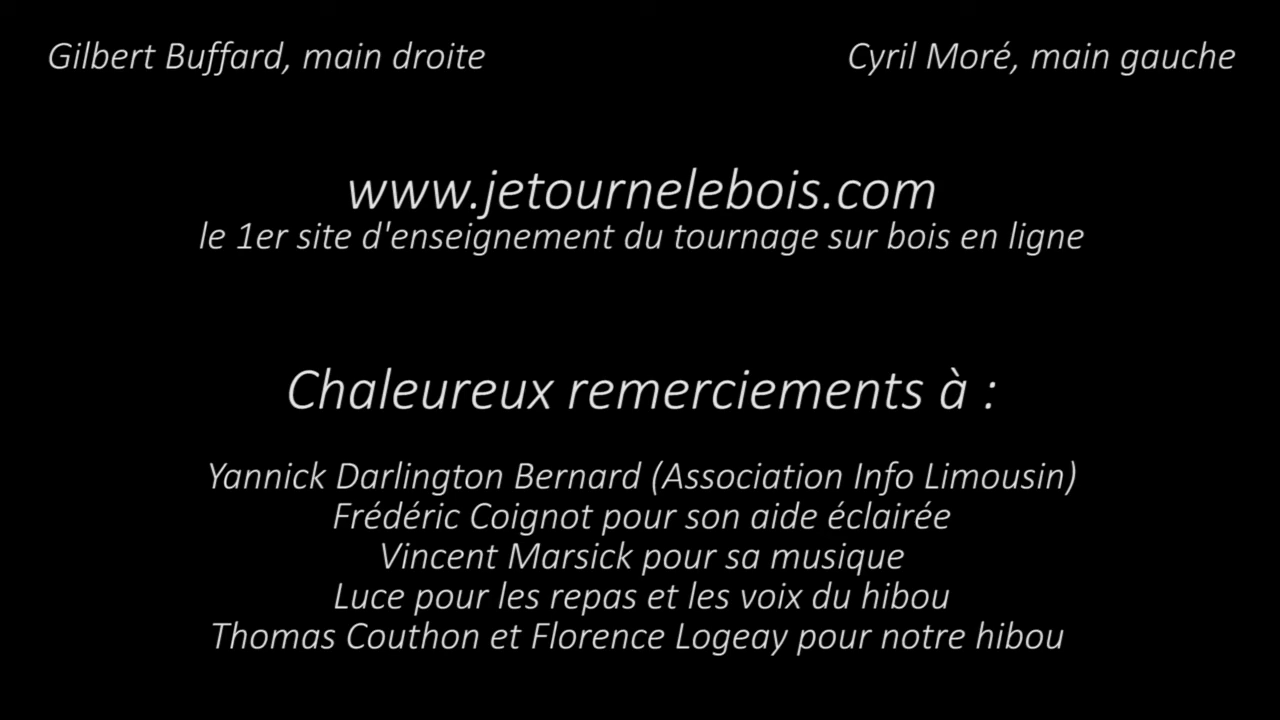 Gilbert Buffard, main droite
Cyril Moré, main gauche
www.jetournelebois.com
le 1er site d'enseignement du tournage sur bois en ligne
Chaleureux remerciements à :
Yannick Darlington Bernard (Association Info Limousin)
Frédéric Coignot pour son aide éclairée
Vincent Marsick pour sa musique
Luce pour les repas et les voix du hibou
Thomas Couthon et Florence Logeay pour notre hibou